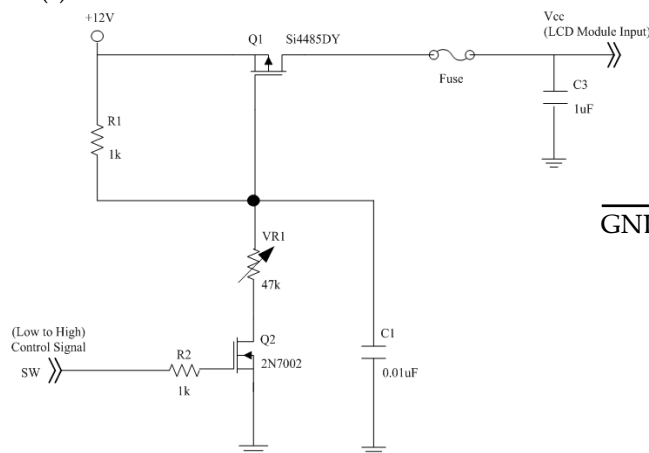 +12V
Q1
Si4485DY
Vcc
(LCD Module Input)
Fuse
C3
1uF
R1
1k
VR1
47k
(Low to High)
Control Signal
SW
R2
1k
Q2
2N7002
C1
0.01uF